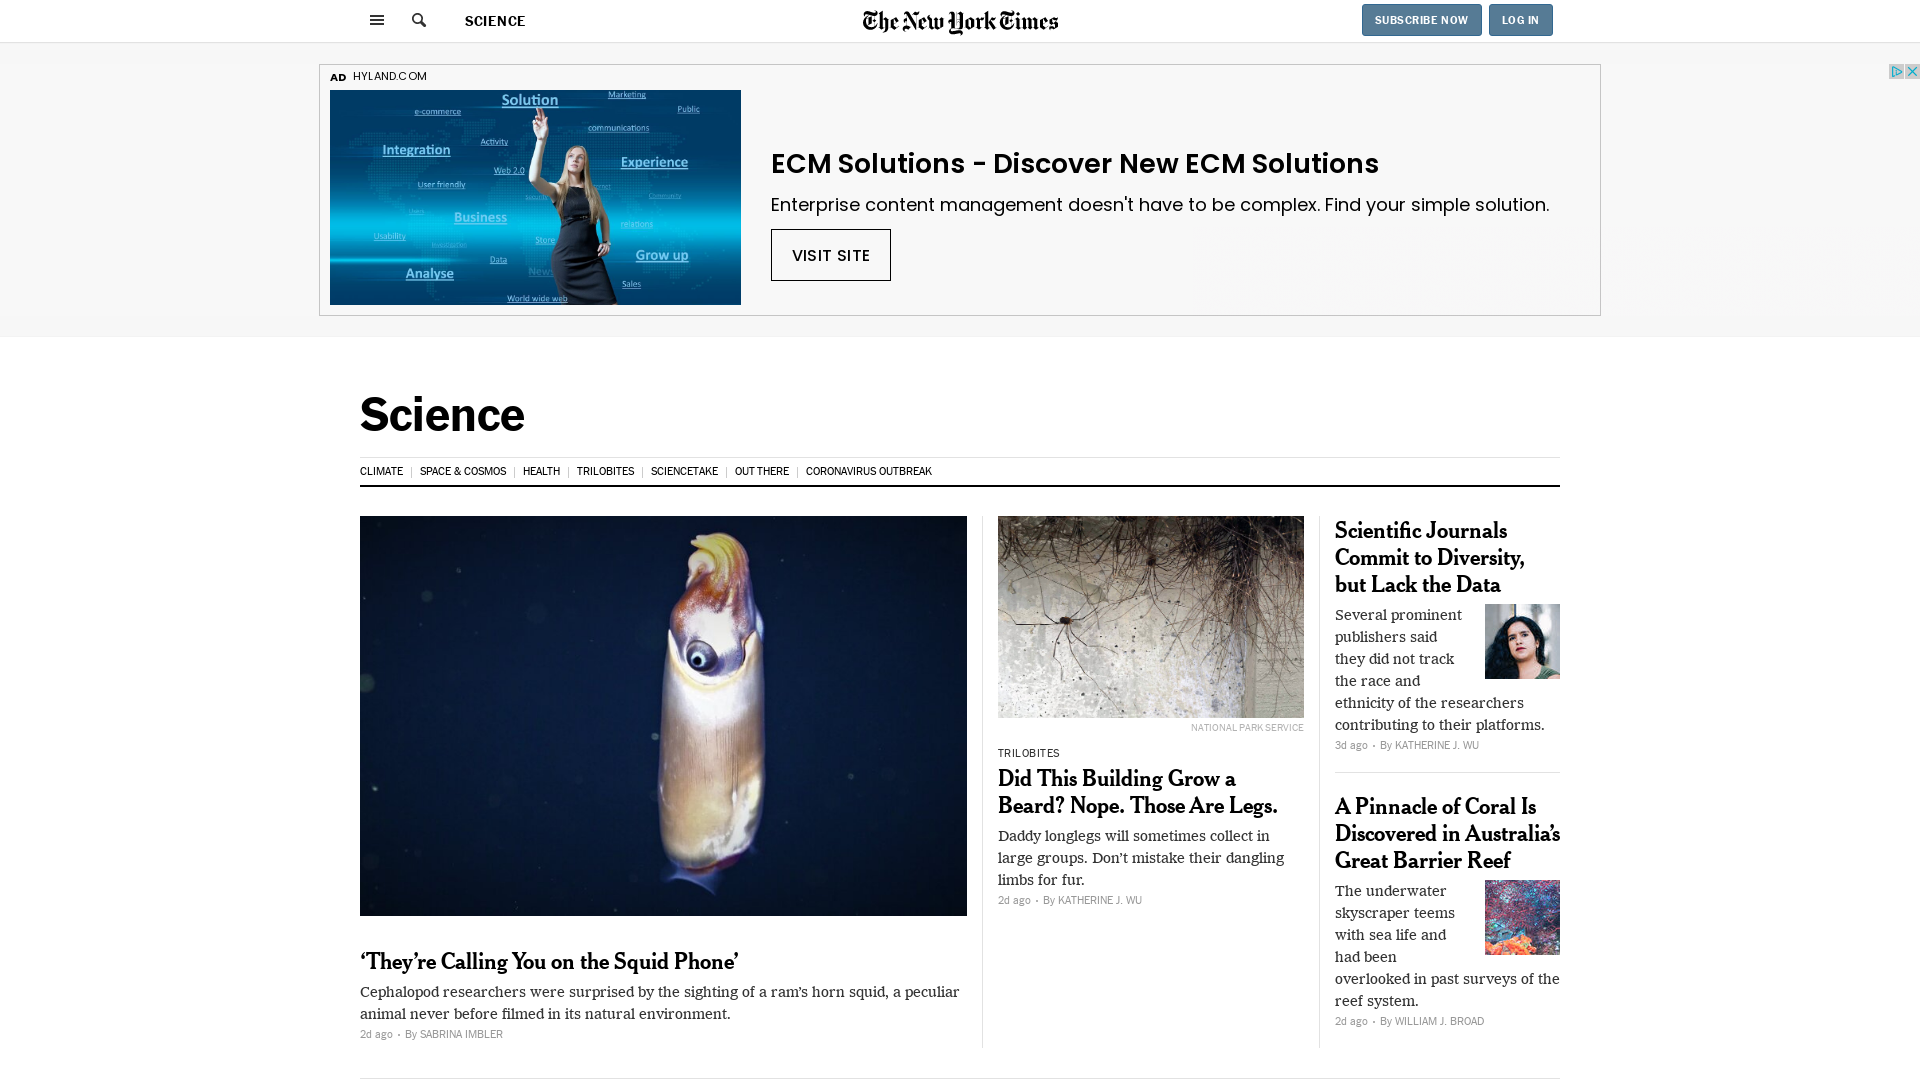 SCIENCE
The New York Times
SUBSCRIBE NOW
LOG IN
AD HYLAND.COM
Solution
Marketing
e-commerce
Public
communications
Activity
Integration
Experience
Web 2.0
User friendly
Community
Business
relations
Usability
Store
Data
News
Grow up
Analyse
Sales
World wide web
ECM Solutions - Discover New ECM Solutions
Enterprise content management doesn't have to be complex. Find your simple solution.
VISIT SITE
Science
CLIMATE | SPACE & COSMOS | HEALTH | TRILOBITES | SCIENCETAKE | OUT THERE | CORONAVIRUS OUTBREAK
‘They’re Calling You on the Squid Phone’
Cephalopod researchers were surprised by the sighting of a ram’s horn squid, a peculiar
animal never before filmed in its natural environment.
2d ago • By SABRINA IMBLER
NATIONAL PARK SERVICE
TRILOBITES
Did This Building Grow a
Beard? Nope. Those Are Legs.
Daddy longlegs will sometimes collect in
large groups. Don’t mistake their dangling
limbs for fur.
2d ago • By KATHERINE J. WU
Scientific Journals
Commit to Diversity,
but Lack the Data
Several prominent
publishers said
they did not track
the race and
ethnicity of the researchers
contributing to their platforms.
3d ago • By KATHERINE J. WU
A Pinnacle of Coral Is
Discovered in Australia’s
Great Barrier Reef
The underwater
skyscraper teems
with sea life and
had been
overlooked in past surveys of the
reef system.
2d ago • By WILLIAM J. BROAD